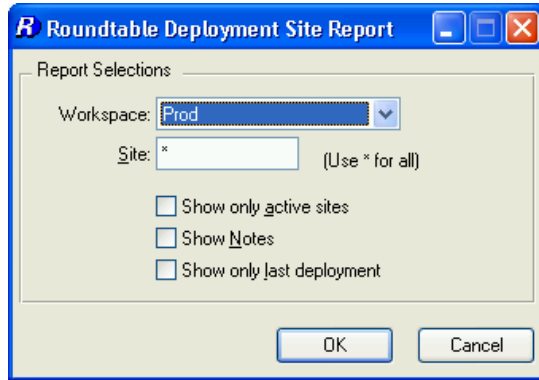 R Roundtable Deployment Site Report
Report Selections
Workspace: Prod
Site: * (Use * for all)
Show only active sites
Show Notes
Show only last deployment
OK Cancel